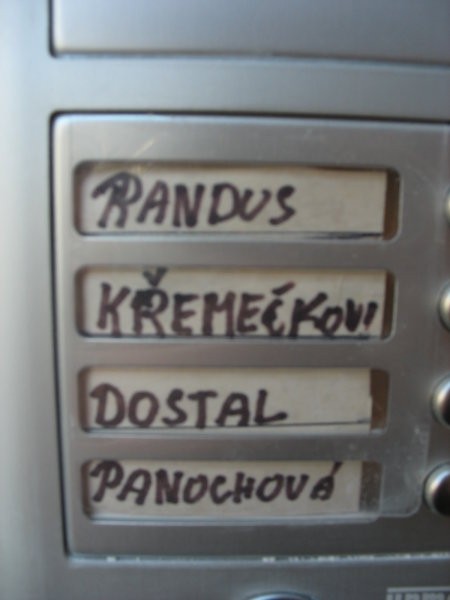 RANDUS
KŘEMEČKOVI
DOSTAL
PANOCHOVÁ